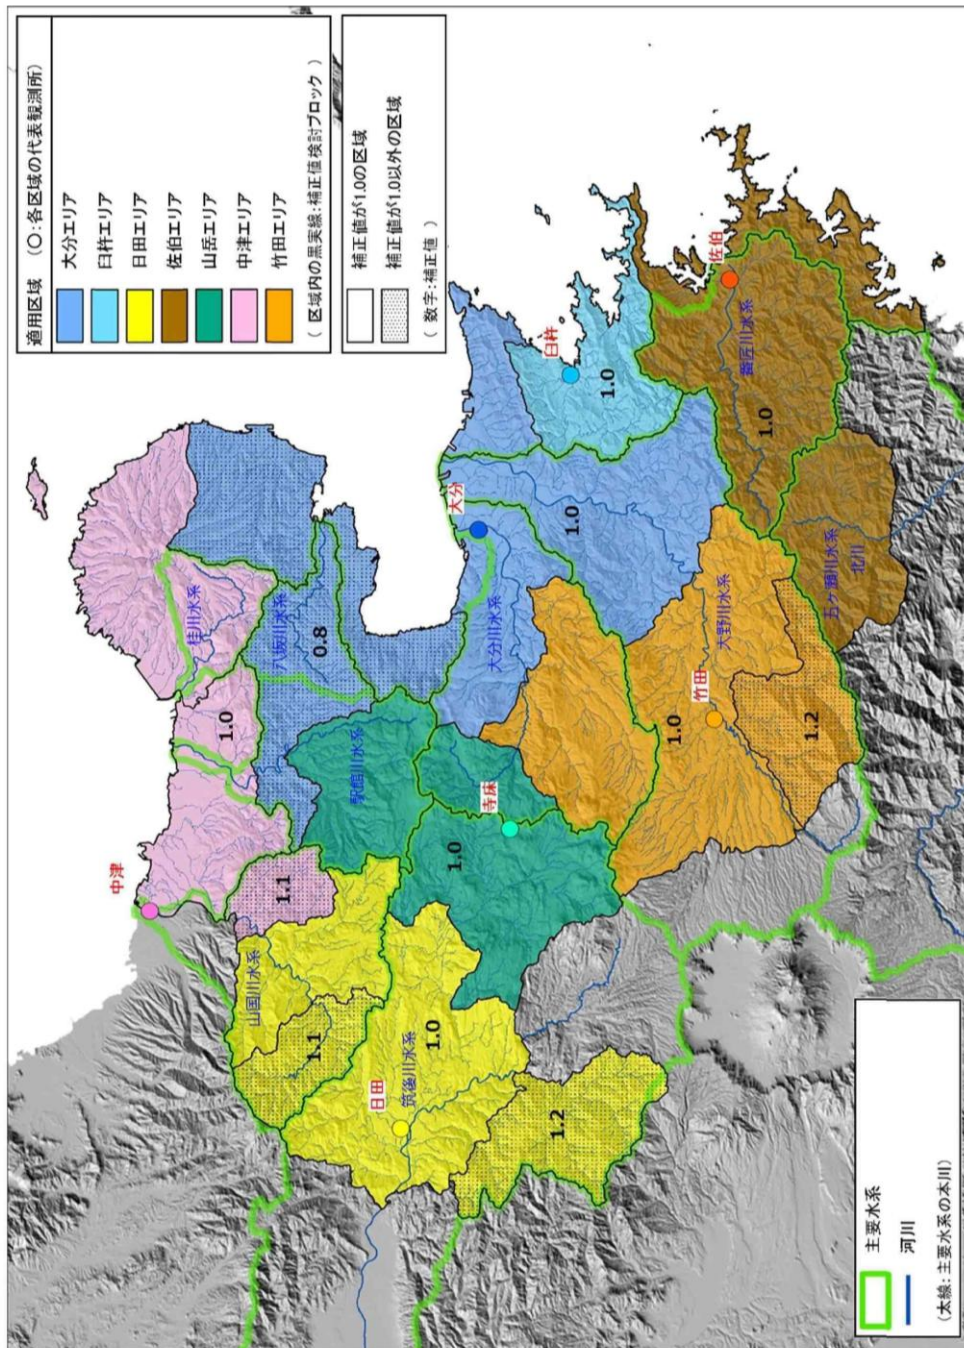 適用区域 (〇:各区域の代表観測所)
大分エリア
臼杵エリア
日田エリア
佐伯エリア
山岳エリア
中津エリア
竹田エリア
(区域内の黒実線:補正値検討ブロック)
補正値が1.0の区域
補正値が1.0以外の区域
(数字:補正値)
中津
桂川水系
1.0
八坂川水系
0.8
1.1
山国川水系
1.1
駅館川水系
大分
日田
筑後川水系
1.0
1.0
寺床
大分川水系
1.0
臼杵
1.0
1.2
竹田
1.0
大野川水系
1.2
佐伯
番匠川水系
1.0
五ヶ瀬川水系
北川
主要水系
河川
(太線:主要水系の本川)